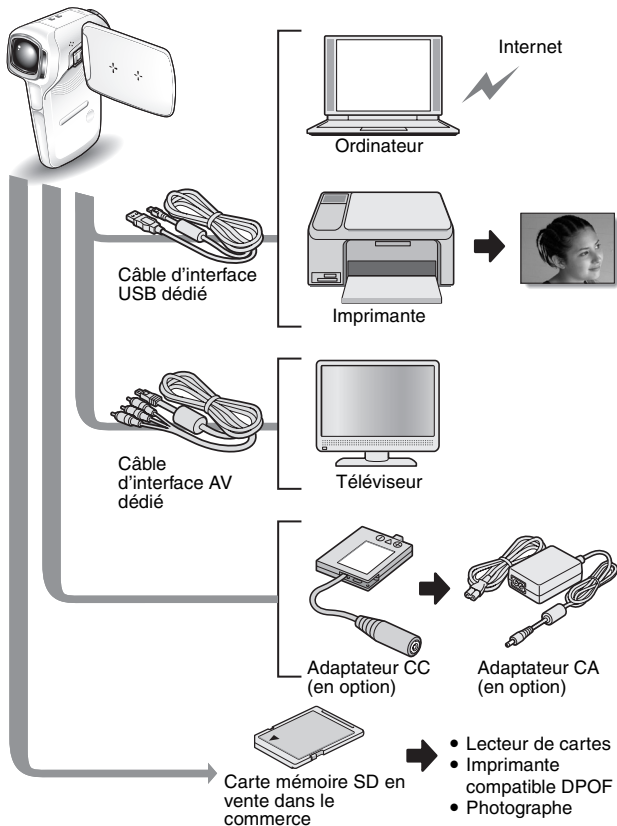 Internet
Ordinateur
Câble d'interface
USB dédié
Imprimante
Câble
d'interface AV
dédié
Téléviseur
Adaptateur CC
(en option)
Adaptateur CA
(en option)
Carte mémoire SD en
vente dans le
commerce
• Lecteur de cartes
• Imprimante
compatible DPOF
• Photographe